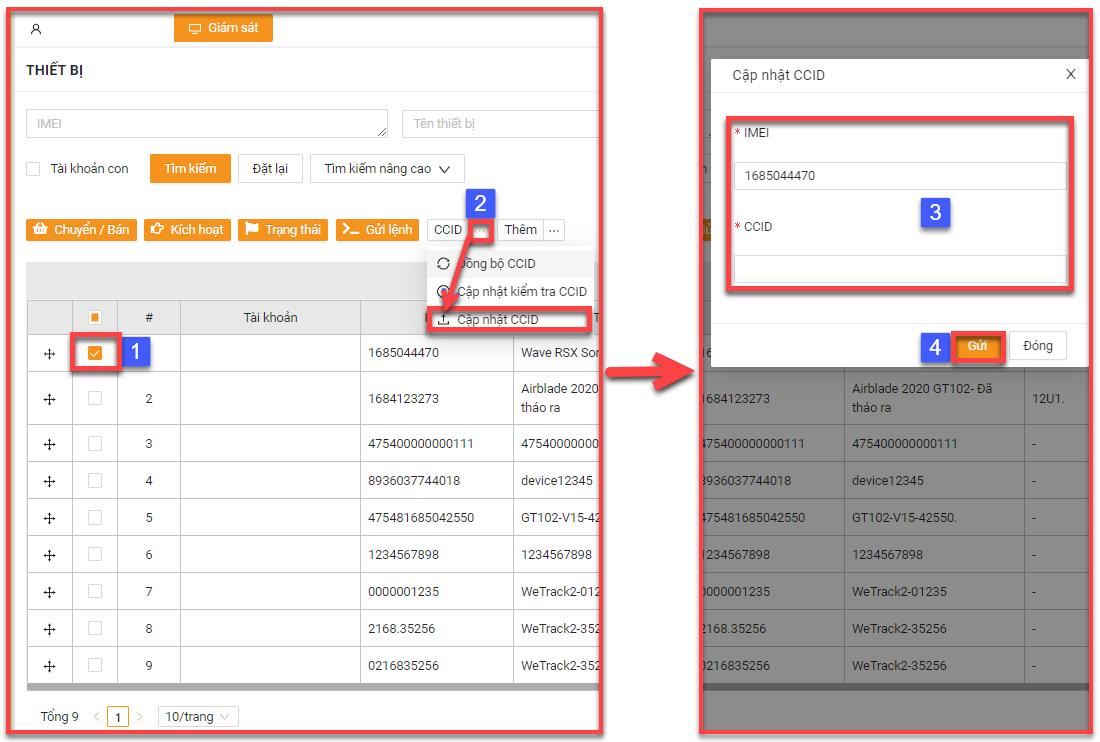 Giám sát
THIẾT BỊ
IMEI
Tên thiết bị
Tài khoản con
Tìm kiếm
Đặt lại
Tìm kiếm nâng cao
2
Chuyển / Bán
Kích hoạt
Trạng thái
Gửi lệnh
CCID
...
Thêm
...
Đồng bộ CCID
Cập nhật kiểm tra CCID
Cập nhật CCID
# Tài khoản
1
1685044470 Wave RSX Son
2 1684123273 Airblade 2020
tháo ra
3 475400000000111 47540000000
4 8936037744018 device12345
5 475481685042550 GT102-V15-42
6 1234567898 1234567898
7 0000001235 WeTrack2-012
8 2168.35256 WeTrack2-352
9 0216835256 WeTrack2-352
Tổng 9 < 1 > 10/trang
Cập nhật CCID X
* IMEI
1685044470
3
* CCID
4
Gửi
Đóng
1684123273 Airblade 2020 GT102- Đã
tháo ra 12U1.
475400000000111 475400000000111 -
8936037744018 device12345 -
475481685042550 GT102-V15-42550. -
1234567898 1234567898 -
0000001235 WeTrack2-01235 -
2168.35256 WeTrack2-35256 -
0216835256 WeTrack2-35256 -